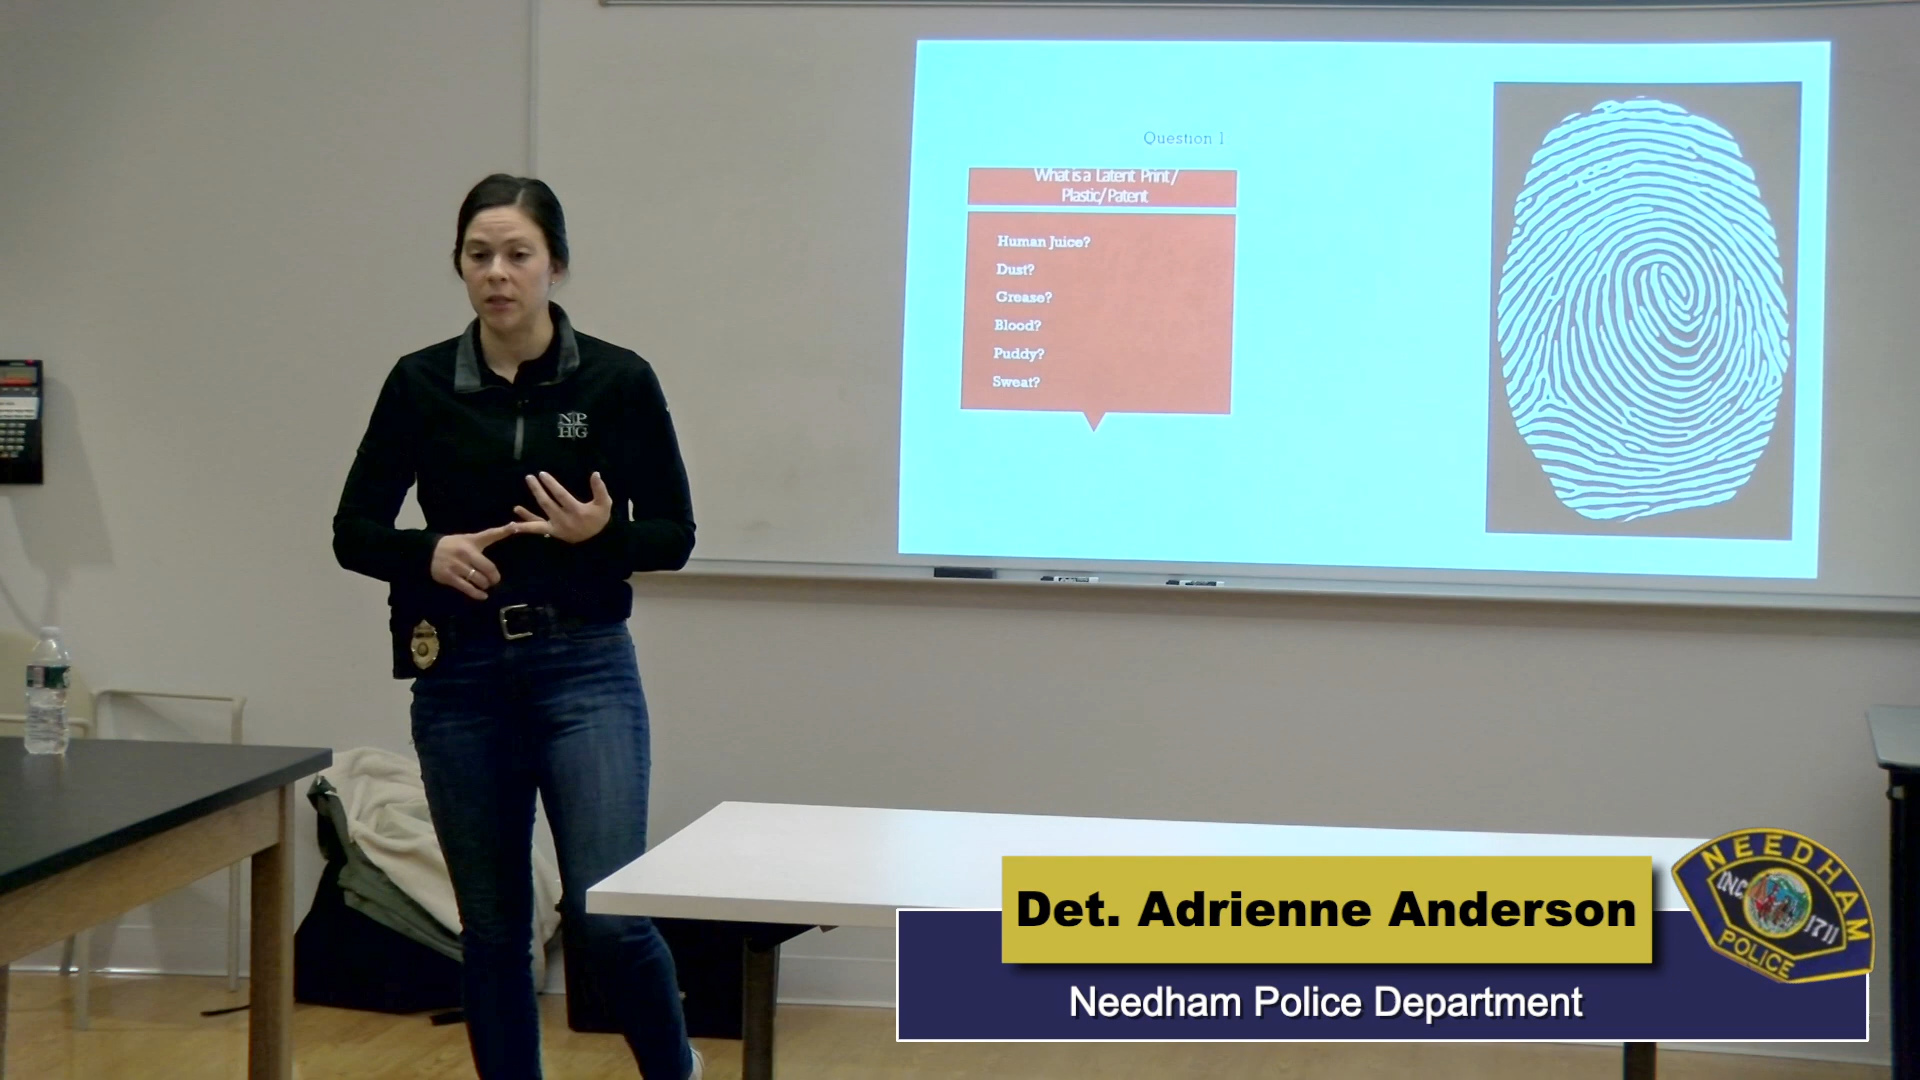 Question 1
What is a Latent Print/
Plastic/Patent
Human Juice?
Dust?
Grease?
Blood?
Puddy?
Sweat?
N P
H G
Det. Adrienne Anderson
Needham Police Department
NEEDHAM
INC. 1711
POLICE